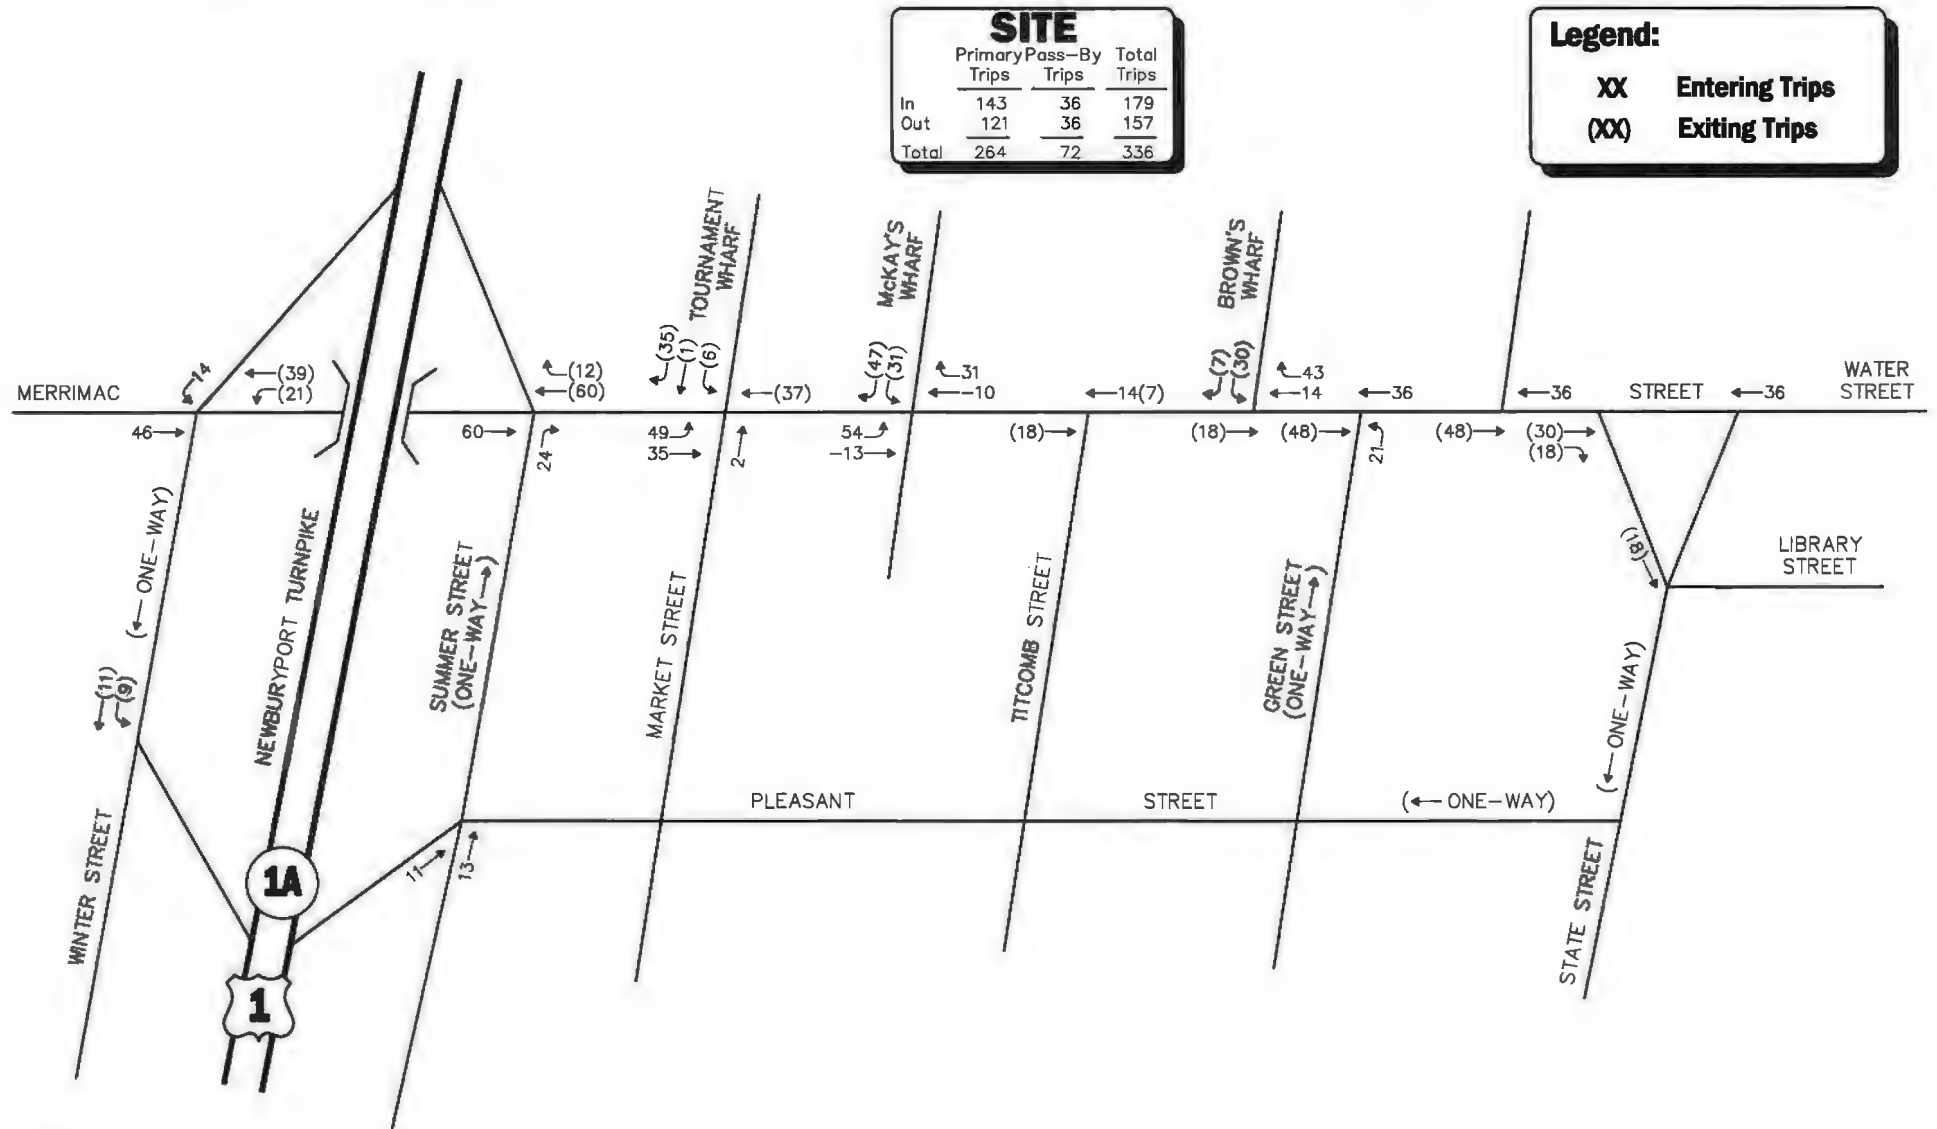 SITE
Primary Pass-By Total
Trips Trips Trips
In 143 36 179
Out 121 36 157
Total 264 72 336
Legend:
XX Entering Trips
(XX) Exiting Trips
TOURNAMENT
WHARF
McKAY'S
WHARF
BROWN'S
WHARF
MERRIMAC
STREET
WATER
STREET
14
←(39)
(21)
(12)
←(60)
(35)
(1)
(6)
←(37)
(47)
(31)
31
←-10
←14(7)
(7)
(30)
43
←-14
←36
←36
←36
46→
60→
24
49
35→
2→
54
-13→
(18)→
(18)→
(48)→
21
(48)→
(30)→
(18)
(18)→
LIBRARY
STREET
(← ONE-WAY)
NEWBURYPORT TURNPIKE
SUMMER STREET
(ONE-WAY→)
MARKET STREET
TITCOMB STREET
GREEN STREET
(ONE-WAY→)
(← ONE-WAY)
←(11)
(9)
PLEASANT
STREET
(← ONE-WAY)
WINTER STREET
11→
13→
STATE STREET
1A
1